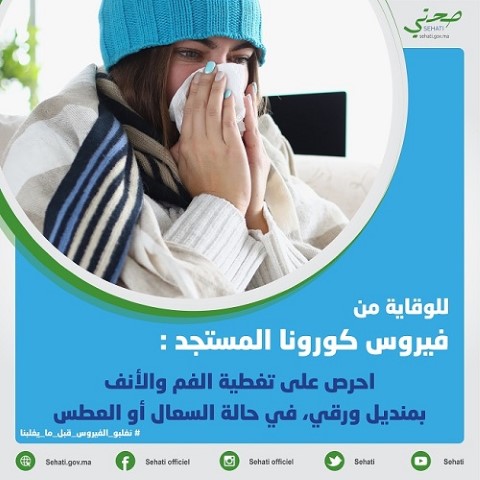 صحتي
SEHATI
sehati.gov.ma
للوقاية من
فيروس كورونا المستجد :
احرص على تغطية الفم والأنف
بمنديل ورقي، في حالة السعال أو العطس
# نغلبو_الفيروس_قبل_ما_يغلبنا
Sehati.gov.ma
Sehati officiel
Sehati officiel
Sehati
Sehati officiel